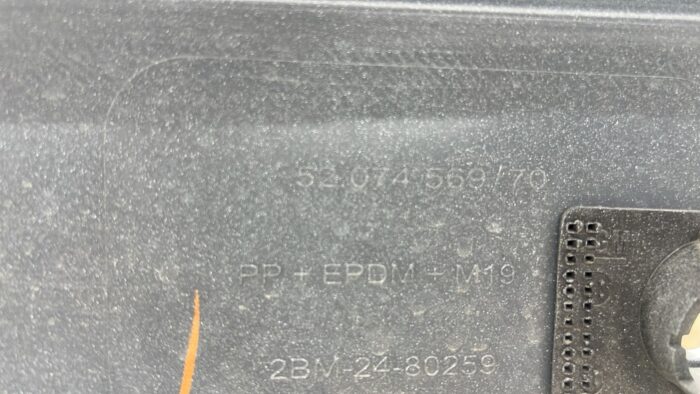 52 074 569/70
PP + EPDM + M19
2BM-24-80259